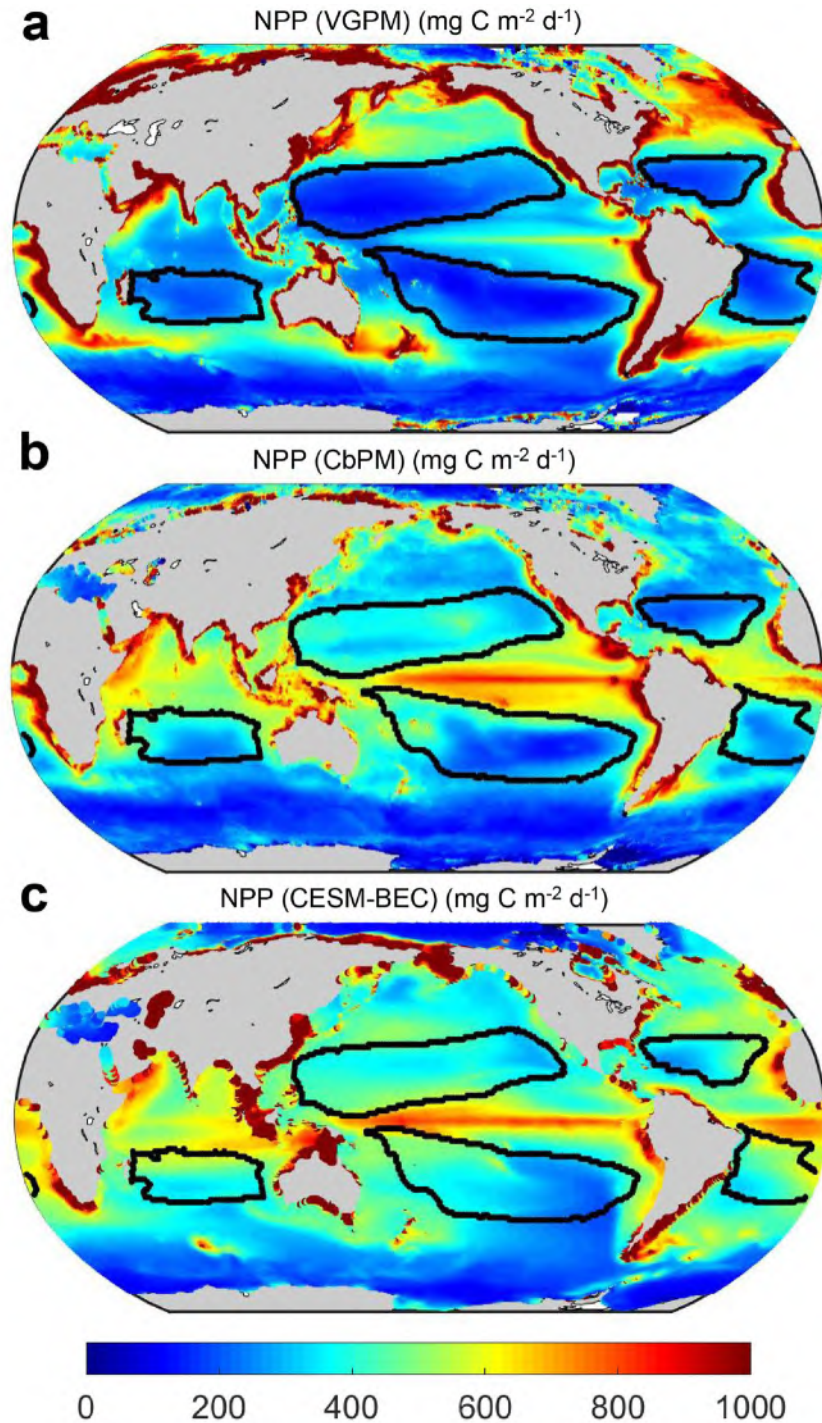 a
NPP (VGPM) (mg C m⁻² d⁻¹)
b
NPP (CbPM) (mg C m⁻² d⁻¹)
c
NPP (CESM-BEC) (mg C m⁻² d⁻¹)
0 200 400 600 800 1000